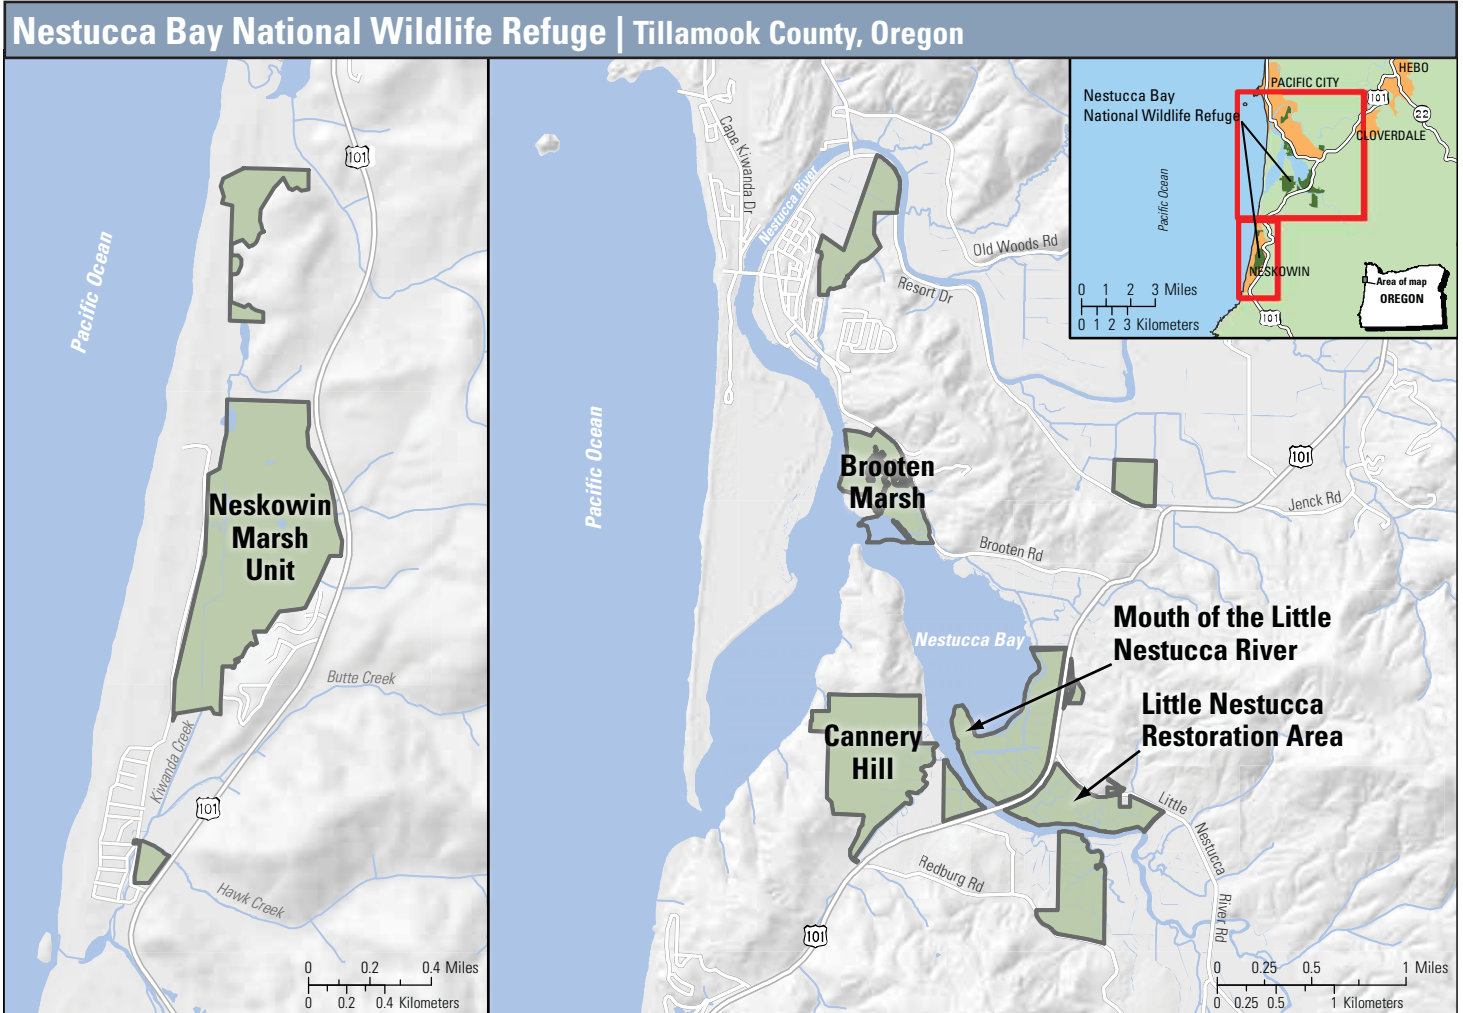 Nestucca Bay National Wildlife Refuge | Tillamook County, Oregon
101
Pacific Ocean
Neskowin
Marsh
Unit
Butte Creek
Kiwanda Creek
101
Hawk Creek
0 0.2 0.4 Miles
0 0.2 0.4 Kilometers
Cape Kiwanda Dr
Nestucca River
Old Woods Rd
Resort Dr
Pacific Ocean
Brooten
Marsh
101
Jenck Rd
Brooten Rd
Mouth of the Little
Nestucca River
Nestucca Bay
Little Nestucca
Restoration Area
Cannery
Hill
Little Nestucca River Rd
Redburg Rd
101
0 0.25 0.5 1 Miles
0 0.25 0.5 1 Kilometers
HEBO
PACIFIC CITY
Nestucca Bay
National Wildlife Refuge
101
22
CLOVERDALE
Pacific Ocean
NESKOWIN
0 1 2 3 Miles
0 1 2 3 Kilometers
101
Area of map
OREGON